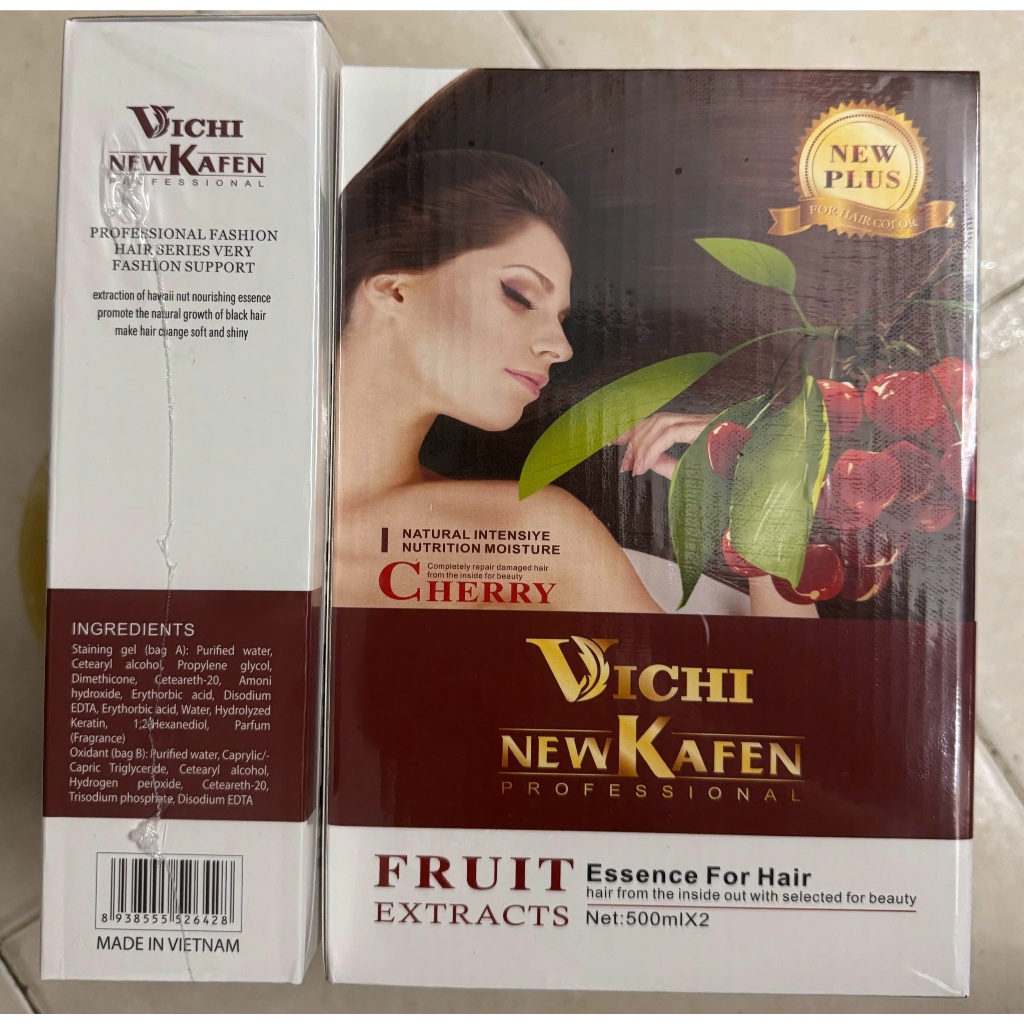 VICHI
NEW KAFEN
PROFESSIONAL
PROFESSIONAL FASHION
HAIR SERIES VERY
FASHION SUPPORT
extraction of hawaii nut nourishing essence
promote the natural growth of black hair
make hair change soft and shiny
INGREDIENTS
Staining gel (bag A): Purified water,
Cetearyl alcohol, Propylene glycol,
Dimethicone, Ceteareth-20, Amoni
hydroxide, Erythorbic acid, Disodium
EDTA, Erythorbic acid, Water, Hydrolyzed
Keratin, 1,2-Hexanediol, Parfum
(Fragrance)
Oxidant (bag B): Purified water, Caprylic/-
Capric Triglyceride, Cetearyl alcohol,
Hydrogen peroxide, Ceteareth-20,
Trisodium phosphate, Disodium EDTA
8 938555 526428
MADE IN VIETNAM
NEW
PLUS
FOR HAIR COLOR
NATURAL INTENSIYE
NUTRITION MOISTURE
Completely repair damaged hair
from the inside for beauty
CHERRY
VICHI
NEW KAFEN
PROFESSIONAL
FRUIT
EXTRACTS
Essence For Hair
hair from the inside out with selected for beauty
Net:500mlX2